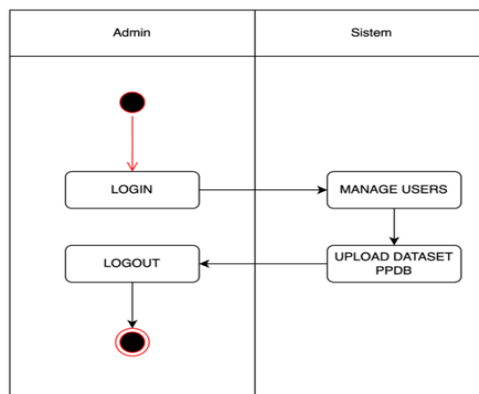 Admin
Sistem
LOGIN
MANAGE USERS
LOGOUT
UPLOAD DATASET
PPDB